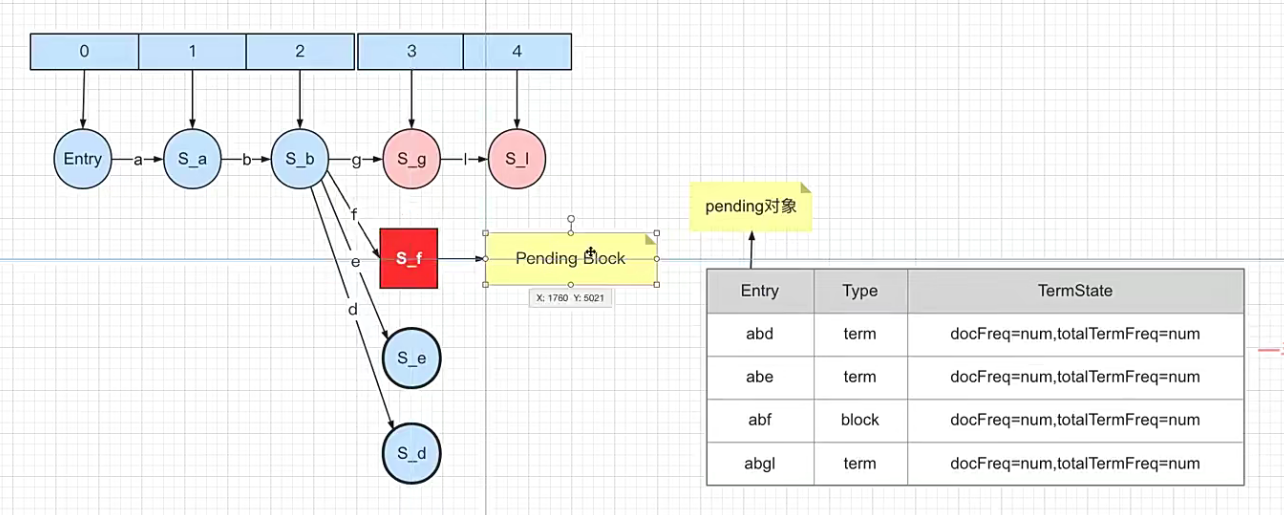 0 1 2 3 4
Entry a S_a b S_b g S_g l S_l
f
S_f
e
d
S_e
S_d
Pending Block
X: 1760 Y: 5021
pending对象
Entry Type TermState
abd term docFreq=num,totalTermFreq=num
abe term docFreq=num,totalTermFreq=num
abf block docFreq=num,totalTermFreq=num
abgl term docFreq=num,totalTermFreq=num